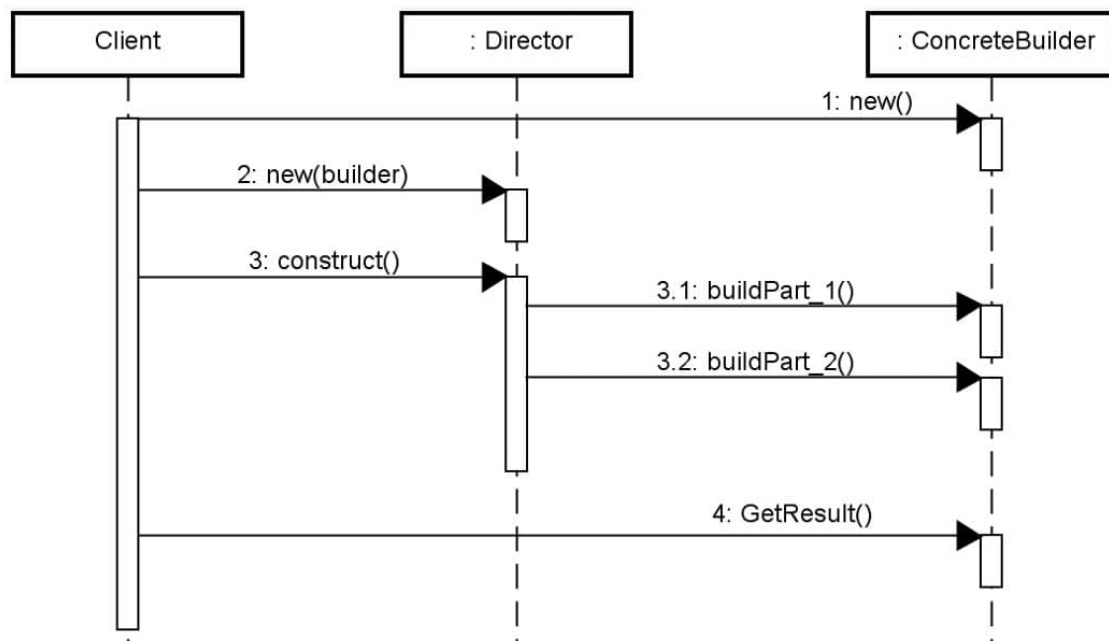 Client
: Director
: ConcreteBuilder
1: new()
2: new(builder)
3: construct()
3.1: buildPart_1()
3.2: buildPart_2()
4: GetResult()